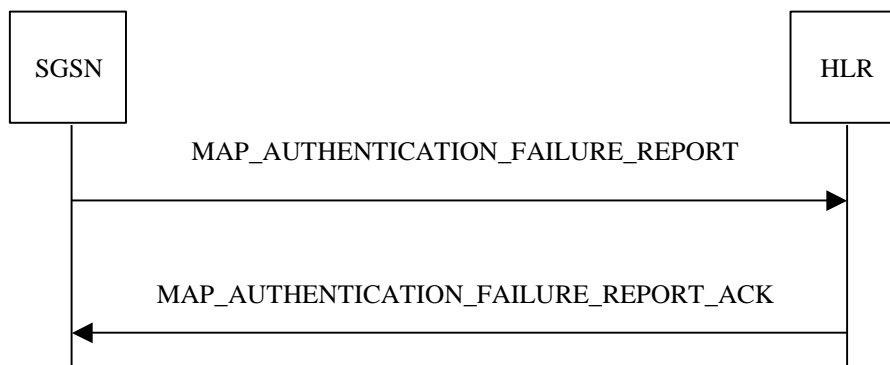 SGSN
HLR
MAP_AUTHENTICATION_FAILURE_REPORT
MAP_AUTHENTICATION_FAILURE_REPORT_ACK